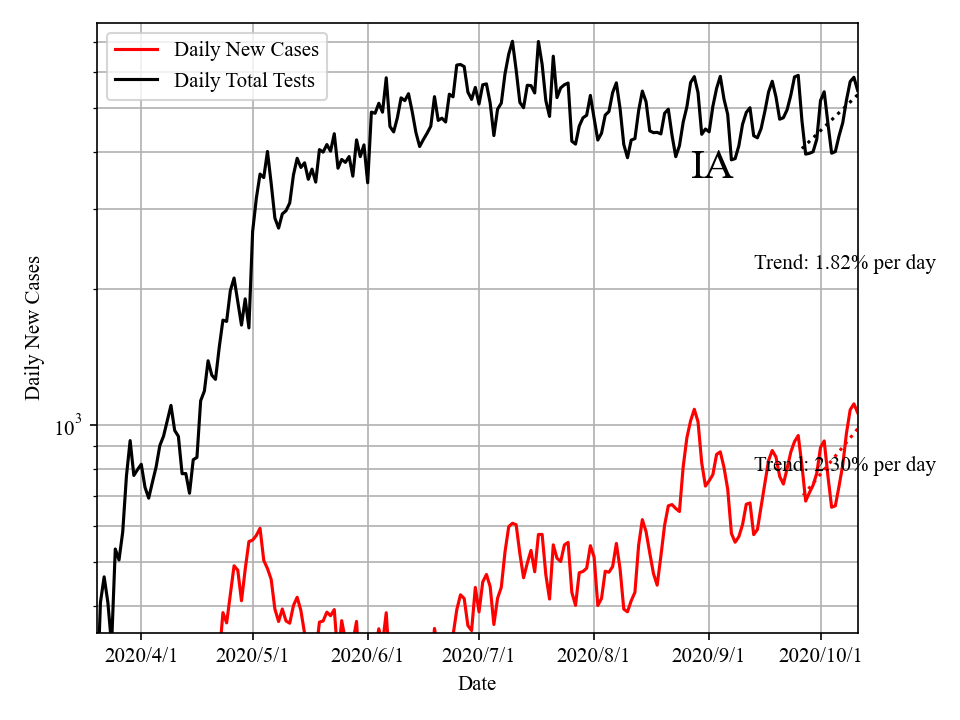 Daily New Cases
Daily Total Tests
IA
Trend: 1.82% per day
Daily New Cases
10³
Trend: 2.30% per day
2020/4/1 2020/5/1 2020/6/1 2020/7/1 2020/8/1 2020/9/1 2020/10/1
Date